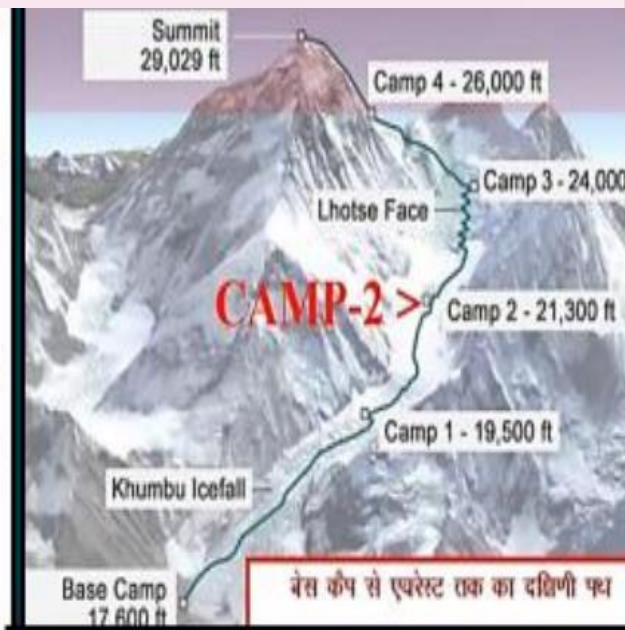 Summit
29,029 ft
Camp 4 - 26,000 ft
Camp 3 - 24,000
Lhotse Face
CAMP-2 >
Camp 2 - 21,300 ft
Camp 1 - 19,500 ft
Khumbu Icefall
Base Camp
17,600 ft
बेस कैंप से एवरेस्ट तक का दक्षिणी पथ